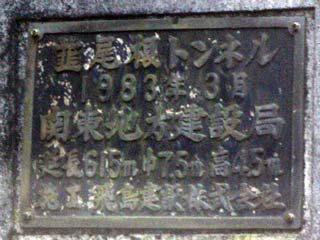 韮尾根トンネル
1983年3月
関東地方建設局
延長615m巾7.5m高4.5m
施工 飛島建設株式会社